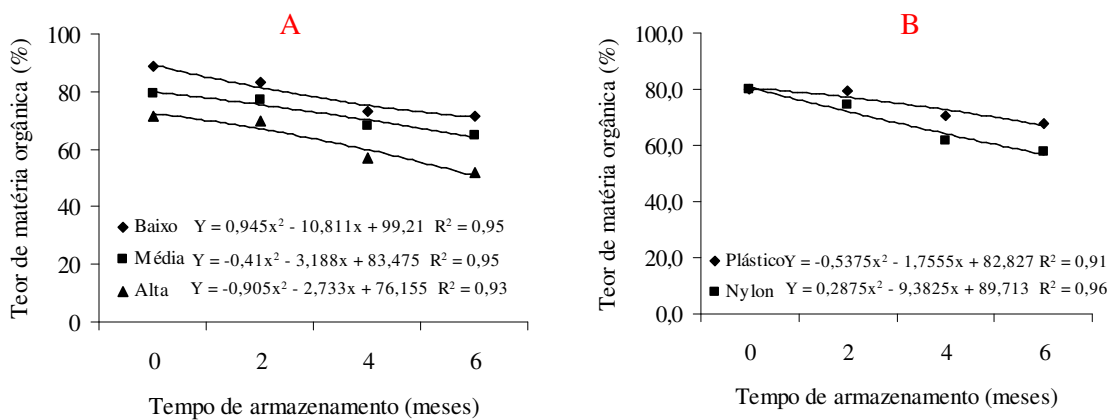 A
Teor de matéria orgânica (%)
100
80
60
40
20
0
Baixo Y = 0,945x² - 10,811x + 99,21 R² = 0,95
Média Y = -0,41x² - 3,188x + 83,475 R² = 0,95
Alta Y = -0,905x² - 2,733x + 76,155 R² = 0,93
0 2 4 6
Tempo de armazenamento (meses)
B
Teor de matéria orgânica (%)
100,0
80,0
60,0
40,0
20,0
0,0
Plástico Y = -0,5375x² - 1,7555x + 82,827 R² = 0,91
Nylon Y = 0,2875x² - 9,3825x + 89,713 R² = 0,96
0 2 4 6
Tempo de armazenamento (meses)